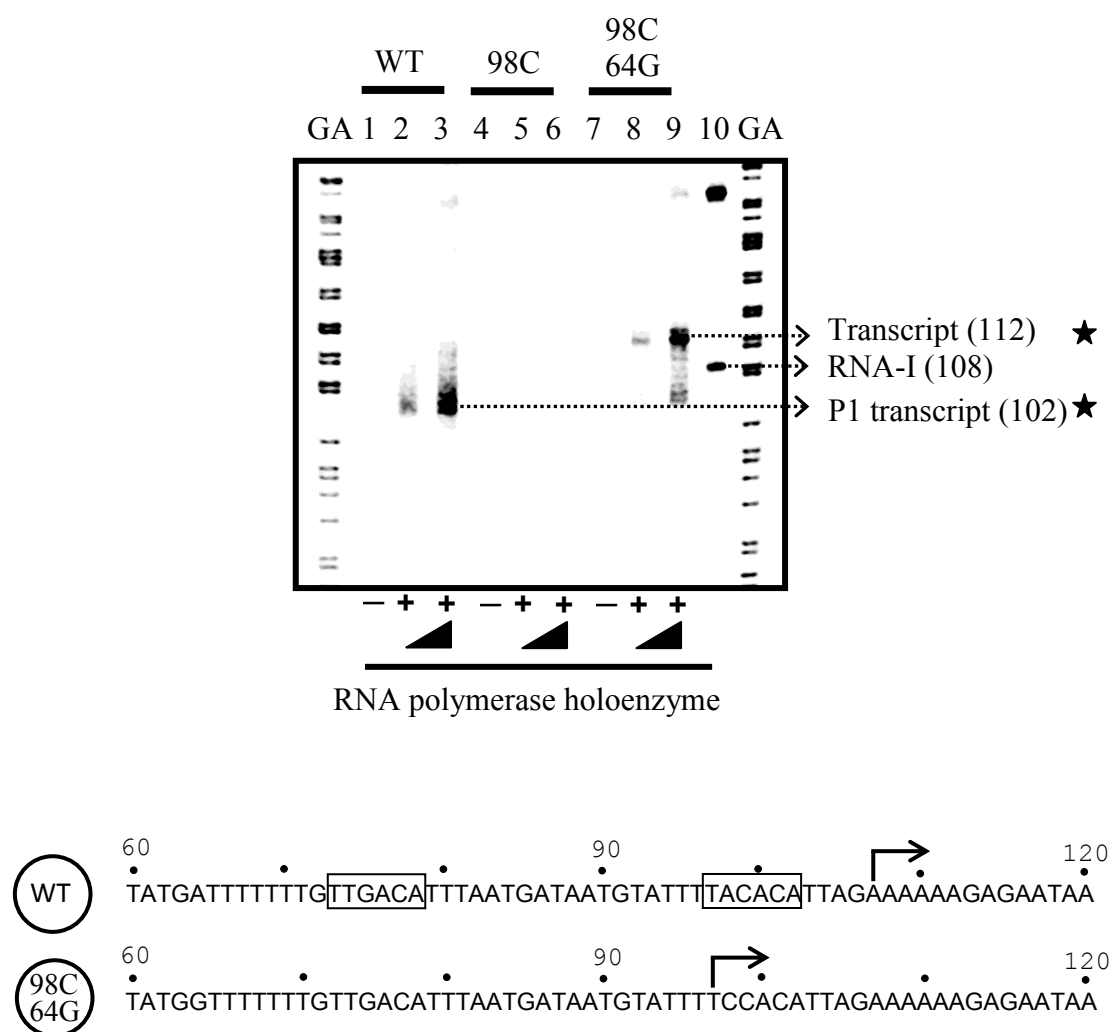 98C
WT 98C 64G
GA 1 2 3 4 5 6 7 8 9 10 GA
Transcript (112) ★
RNA-I (108)
P1 transcript (102) ★
– + + – + + – + +
RNA polymerase holoenzyme
60 90 120
WT TATGATTTTTTTGTTGACATTTAATGATAATGTATTTTACACATTAGAAAAAAGAGAATAA
60 90 120
98C
64G TATGGTTTTTTTGTTGACATTTAATGATAATGTATTTTCCACATTAGAAAAAAGAGAATAA